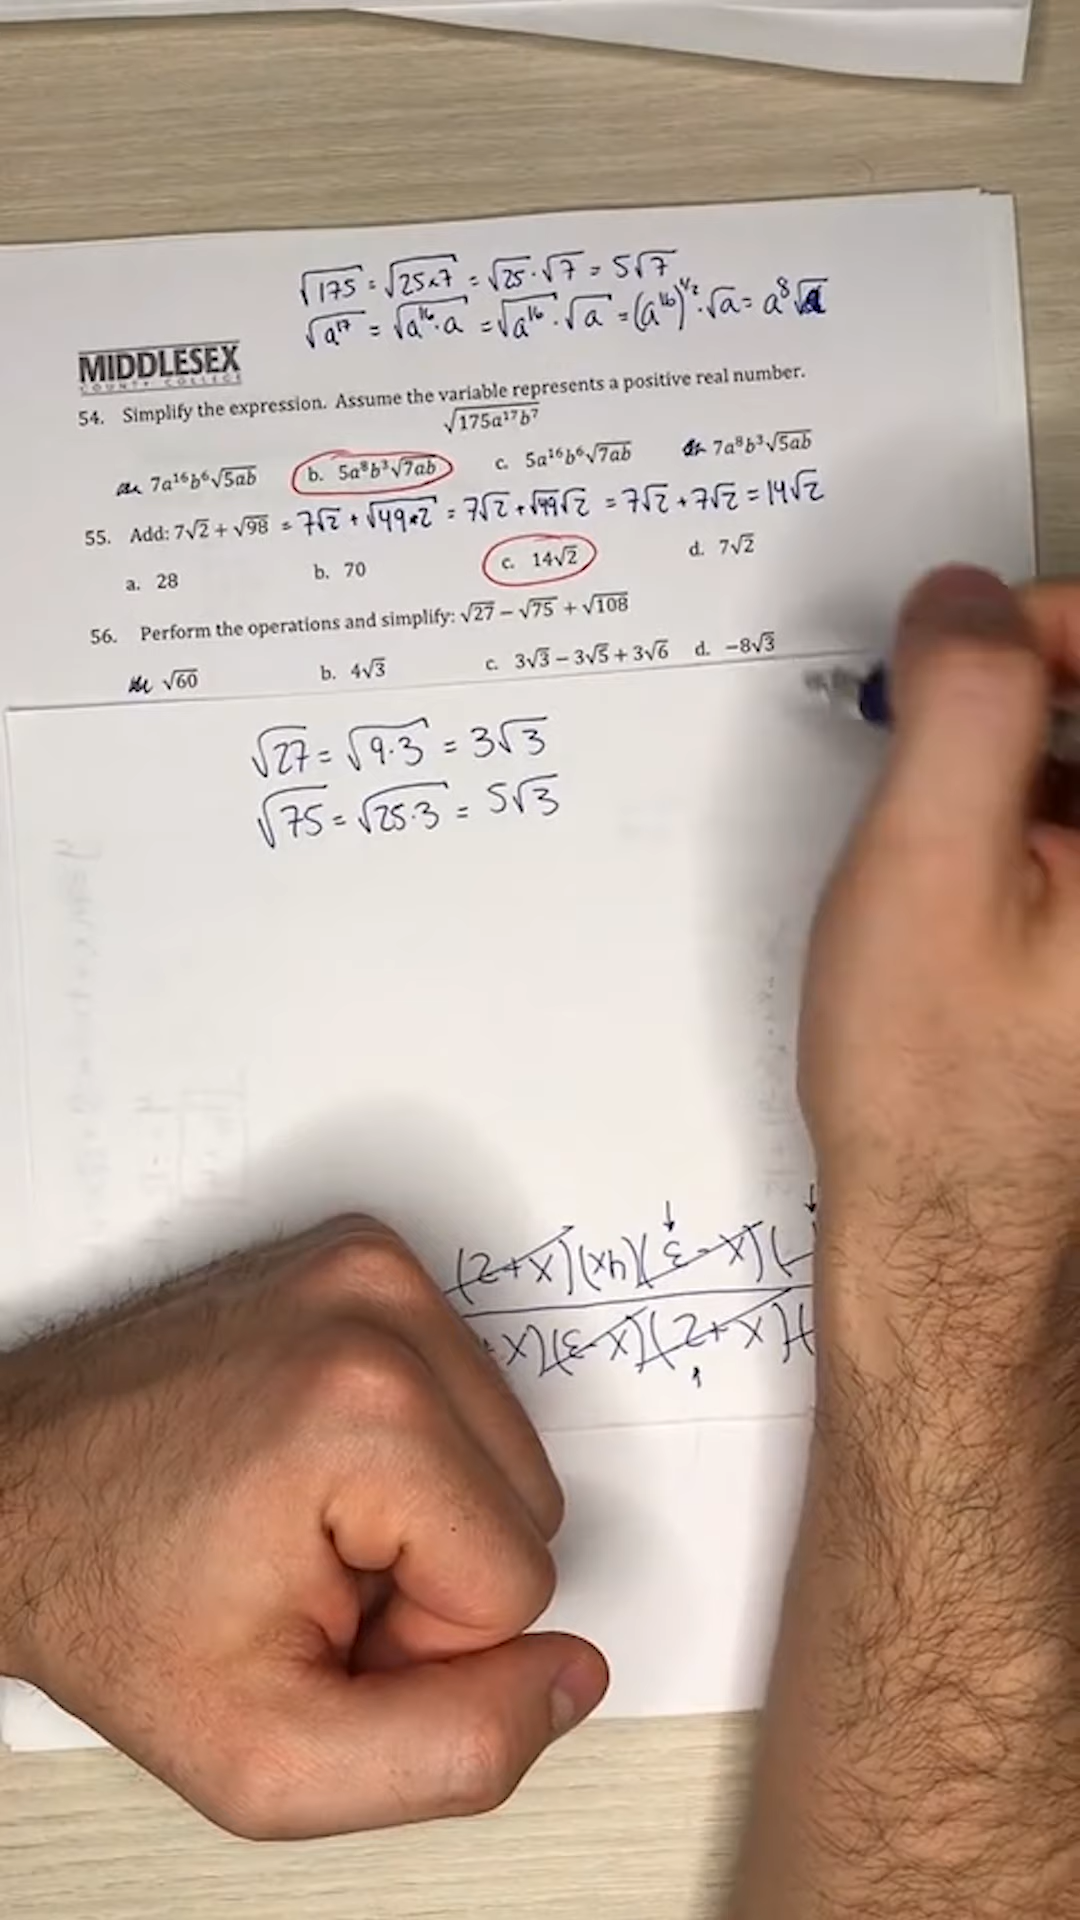 √175 = √25×7 = √25 · √7 = 5√7
√a¹⁷ = √a¹⁶·a = √a¹⁶ · √a = (a¹⁶)^1/2 · √a = a⁸√a
MIDDLESEX
COUNTY COLLEGE
54. Simplify the expression. Assume the variable represents a positive real number.
√175a¹⁷b⁷
7a¹⁶b⁶√5ab b. 5a⁸b³√7ab c. 5a¹⁶b⁶√7ab 7a⁸b³√5ab
55. Add: 7√2 + √98 = 7√2 + √49*2 = 7√2 + √49√2 = 7√2 + 7√2 = 14√2
a. 28 b. 70 c. 14√2 d. 7√2
56. Perform the operations and simplify: √27 − √75 + √108
√60 b. 4√3 c. 3√3 − 3√5 + 3√6 d. −8√3
√27 = √9·3 = 3√3
√75 = √25·3 = 5√3